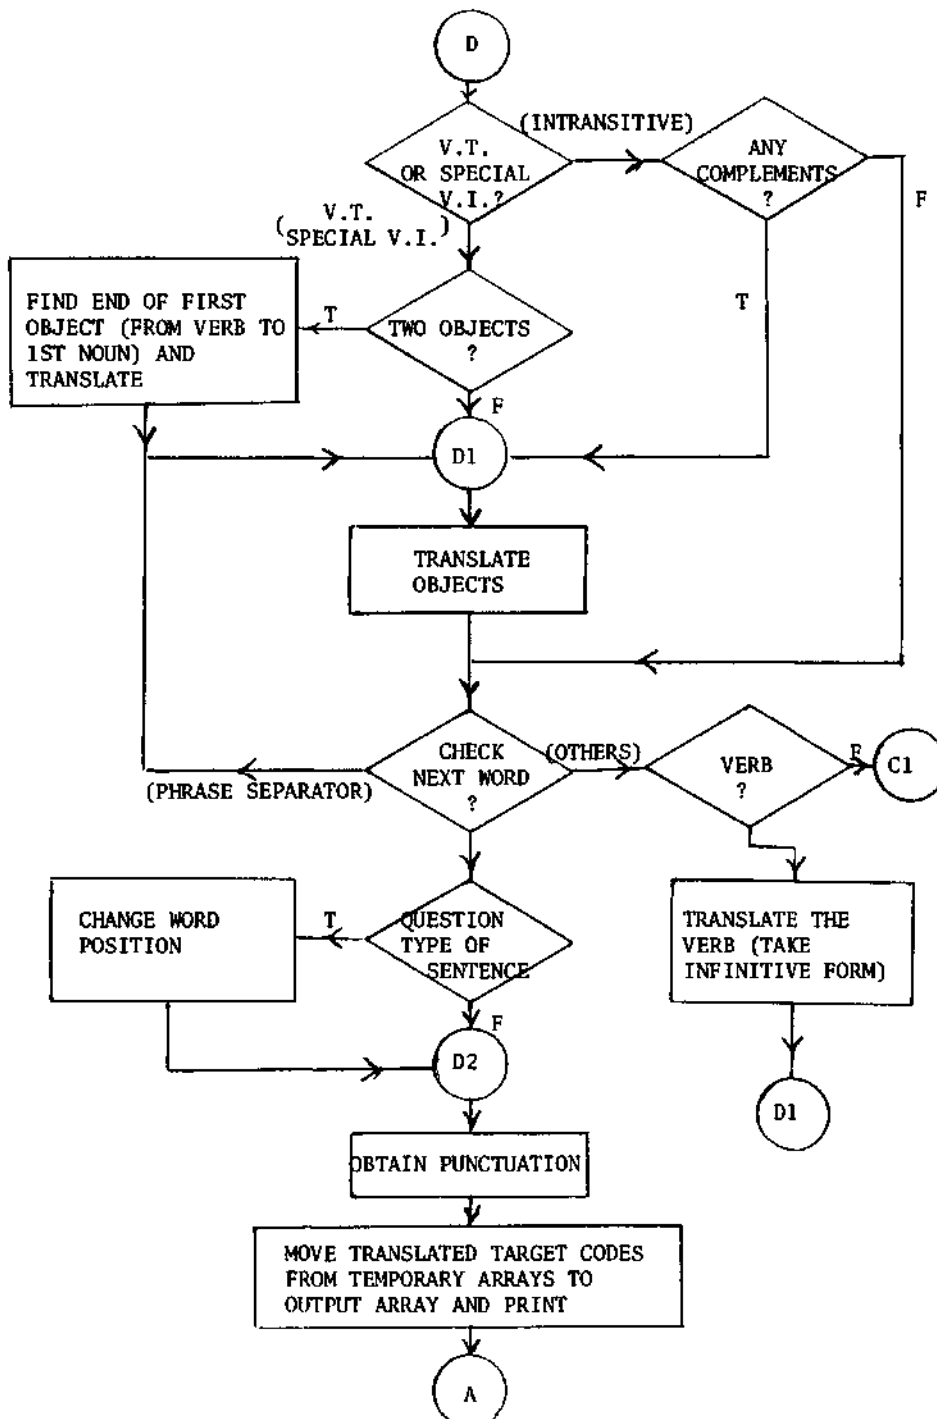 D
(INTRANSITIVE)
V.T.
OR SPECIAL
V.I.?
ANY
COMPLEMENTS
?
F
(V.T.
SPECIAL V.I.)
T
FIND END OF FIRST
OBJECT (FROM VERB TO
1ST NOUN) AND
TRANSLATE
T
TWO OBJECTS
?
F
D1
TRANSLATE
OBJECTS
CHECK
NEXT WORD
?
(OTHERS)
(PHRASE SEPARATOR)
VERB
?
F
C1
CHANGE WORD
POSITION
T
QUESTION
TYPE OF
SENTENCE
F
TRANSLATE THE
VERB (TAKE
INFINITIVE FORM)
D2
D1
OBTAIN PUNCTUATION
MOVE TRANSLATED TARGET CODES
FROM TEMPORARY ARRAYS TO
OUTPUT ARRAY AND PRINT
A